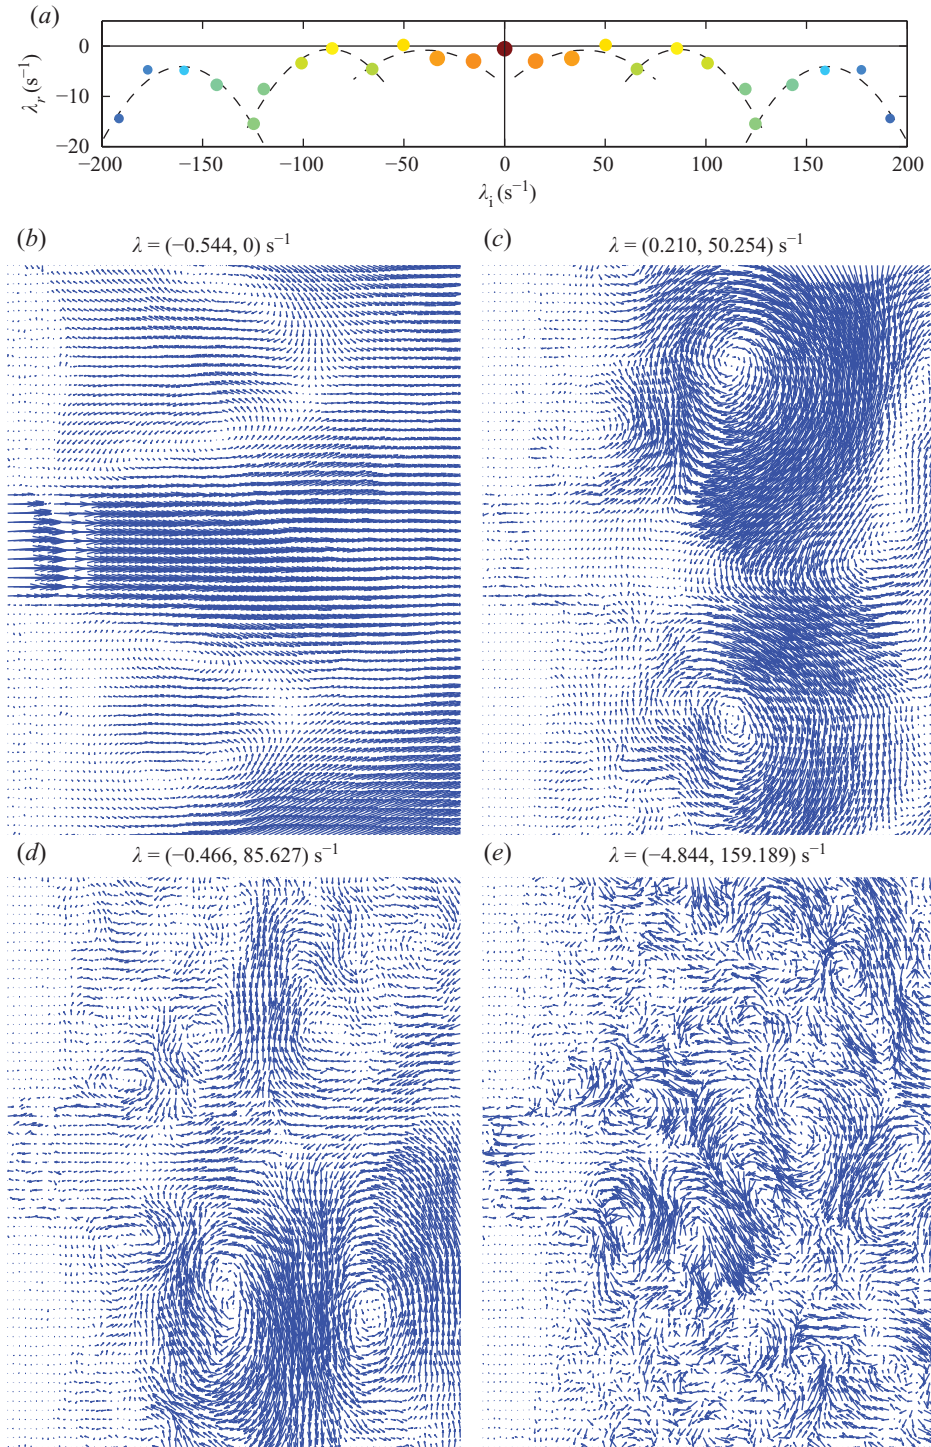 (a)
0
−10
−20
λr (s−1)
−200 −150 −100 −50 0 50 100 150 200
λi (s−1)
(b) λ = (−0.544, 0) s−1
(c) λ = (0.210, 50.254) s−1
(d) λ = (−0.466, 85.627) s−1
(e) λ = (−4.844, 159.189) s−1